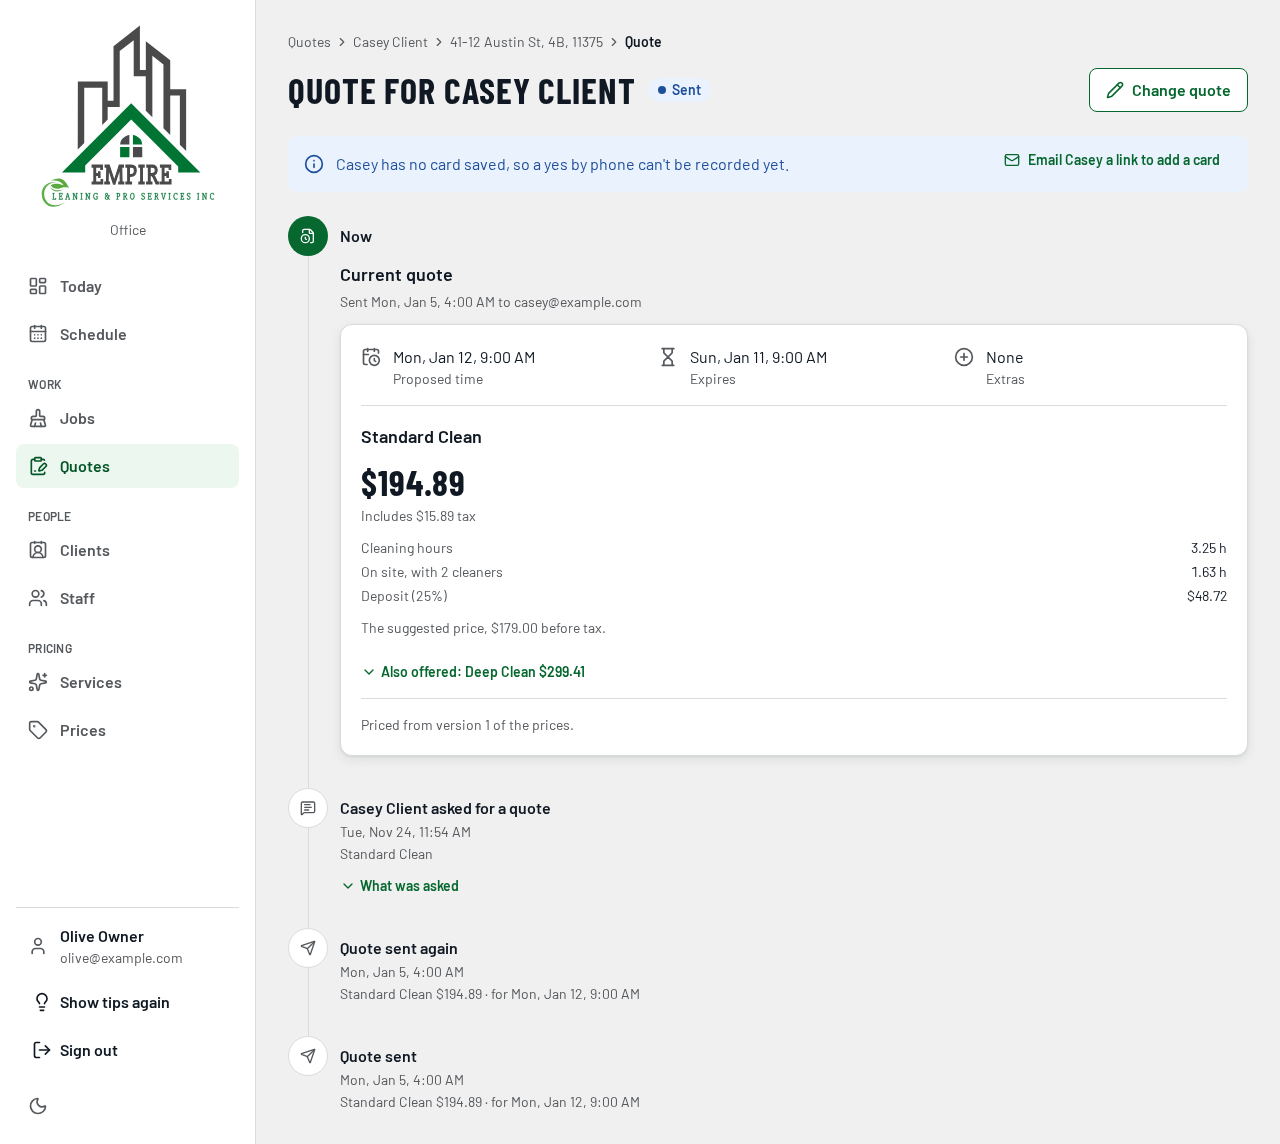 EMPIRE
CLEANING & PRO SERVICES INC
Office
Today
Schedule
WORK
Jobs
Quotes
PEOPLE
Clients
Staff
PRICING
Services
Prices
Olive Owner
olive@example.com
Show tips again
Sign out
Quotes > Casey Client > 41-12 Austin St, 4B, 11375 > Quote
QUOTE FOR CASEY CLIENT
Sent
Change quote
Casey has no card saved, so a yes by phone can't be recorded yet.
Email Casey a link to add a card
Now
Current quote
Sent Mon, Jan 5, 4:00 AM to casey@example.com
Mon, Jan 12, 9:00 AM
Proposed time
Sun, Jan 11, 9:00 AM
Expires
None
Extras
Standard Clean
$194.89
Includes $15.89 tax
Cleaning hours 3.25 h
On site, with 2 cleaners 1.63 h
Deposit (25%) $48.72
The suggested price, $179.00 before tax.
Also offered: Deep Clean $299.41
Priced from version 1 of the prices.
Casey Client asked for a quote
Tue, Nov 24, 11:54 AM
Standard Clean
What was asked
Quote sent again
Mon, Jan 5, 4:00 AM
Standard Clean $194.89 · for Mon, Jan 12, 9:00 AM
Quote sent
Mon, Jan 5, 4:00 AM
Standard Clean $194.89 · for Mon, Jan 12, 9:00 AM